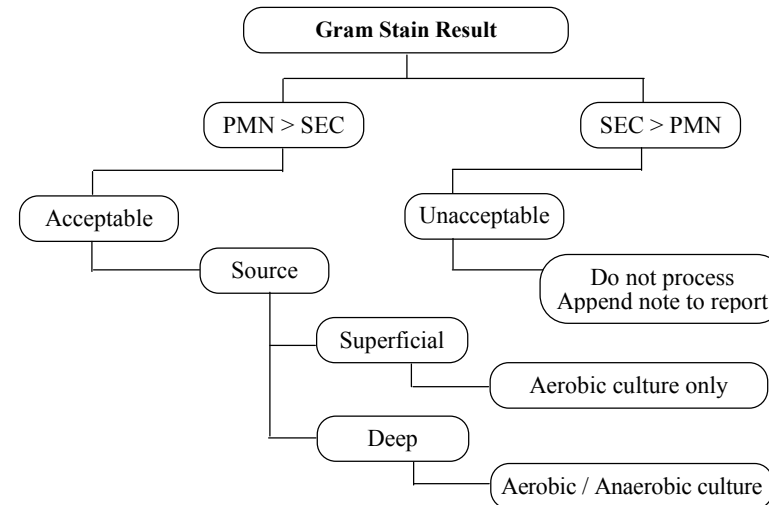 Gram Stain Result
PMN > SEC
SEC > PMN
Acceptable
Unacceptable
Source
Do not process
Append note to report
Superficial
Aerobic culture only
Deep
Aerobic / Anaerobic culture